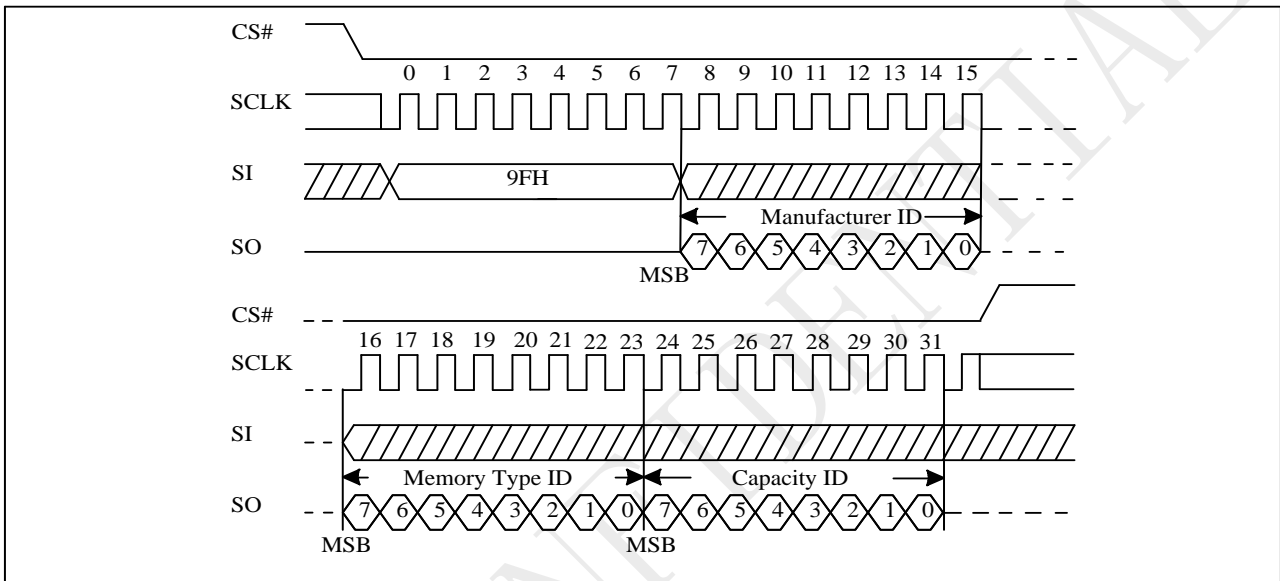 CS#
0 1 2 3 4 5 6 7 8 9 10 11 12 13 14 15
SCLK
SI
9FH
Manufacturer ID
SO
7 6 5 4 3 2 1 0
MSB
CS#
16 17 18 19 20 21 22 23 24 25 26 27 28 29 30 31
SCLK
SI
Memory Type ID Capacity ID
SO
7 6 5 4 3 2 1 0 7 6 5 4 3 2 1 0
MSB MSB
NFIDENTIAL